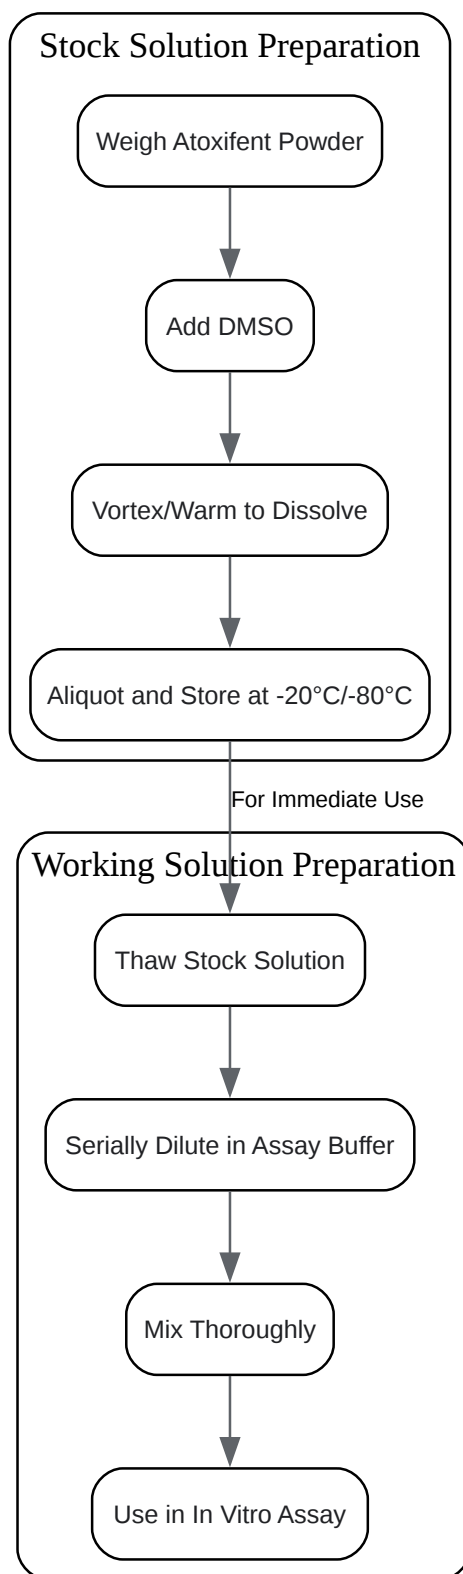 Stock Solution Preparation
Weigh Atoxifent Powder
Add DMSO
Vortex/Warm to Dissolve
Aliquot and Store at -20°C/-80°C
For Immediate Use
Working Solution Preparation
Thaw Stock Solution
Serially Dilute in Assay Buffer
Mix Thoroughly
Use in In Vitro Assay